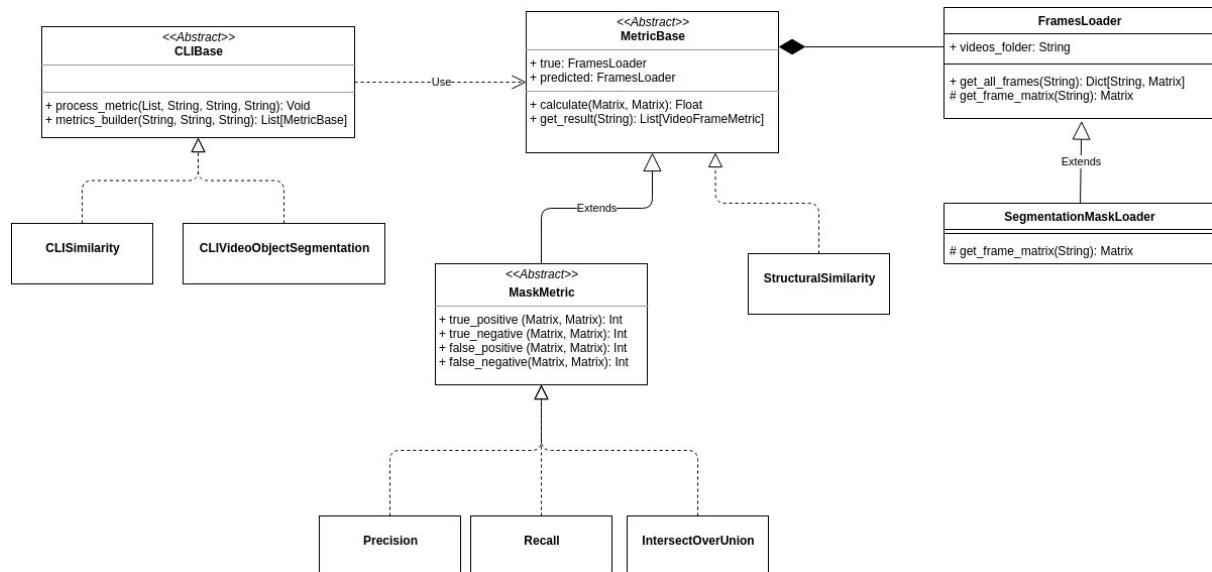 <<Abstract>>
CLIBase
+ process_metric(List, String, String, String): Void
+ metrics_builder(String, String, String): List[MetricBase]
Use
<<Abstract>>
MetricBase
+ true: FramesLoader
+ predicted: FramesLoader
+ calculate(Matrix, Matrix): Float
+ get_result(String): List[VideoFrameMetric]
FramesLoader
+ videos_folder: String
+ get_all_frames(String): Dict[String, Matrix]
# get_frame_matrix(String): Matrix
Extends
SegmentationMaskLoader
# get_frame_matrix(String): Matrix
CLISimilarity
CLIVideoObjectSegmentation
Extends
StructuralSimilarity
<<Abstract>>
MaskMetric
+ true_positive (Matrix, Matrix): Int
+ true_negative (Matrix, Matrix): Int
+ false_positive (Matrix, Matrix): Int
+ false_negative(Matrix, Matrix): Int
Precision
Recall
IntersectOverUnion